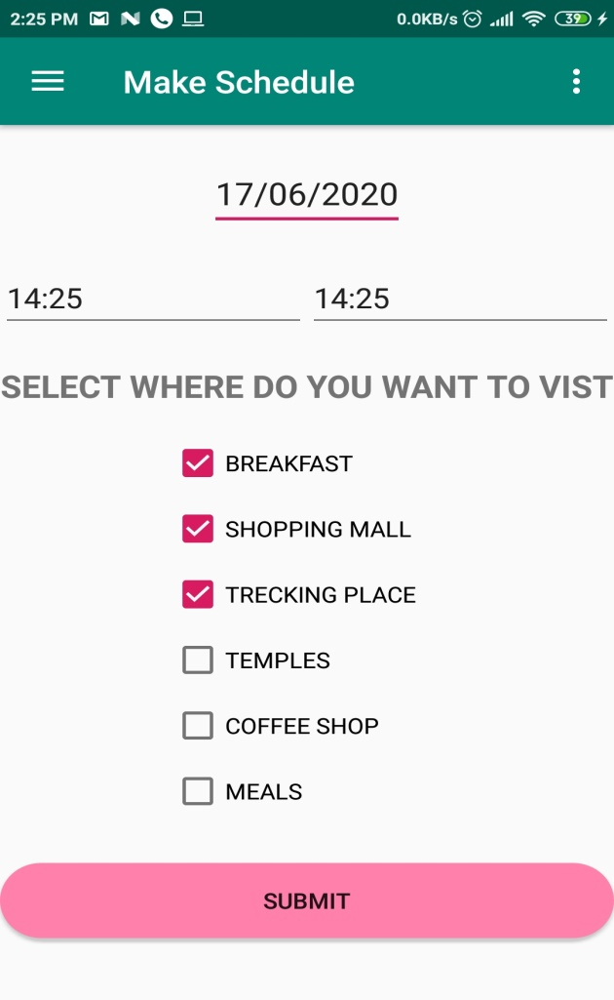 2:25 PM 0.0KB/s 39
Make Schedule
17/06/2020
14:25 14:25
SELECT WHERE DO YOU WANT TO VIST
BREAKFAST
SHOPPING MALL
TRECKING PLACE
TEMPLES
COFFEE SHOP
MEALS
SUBMIT